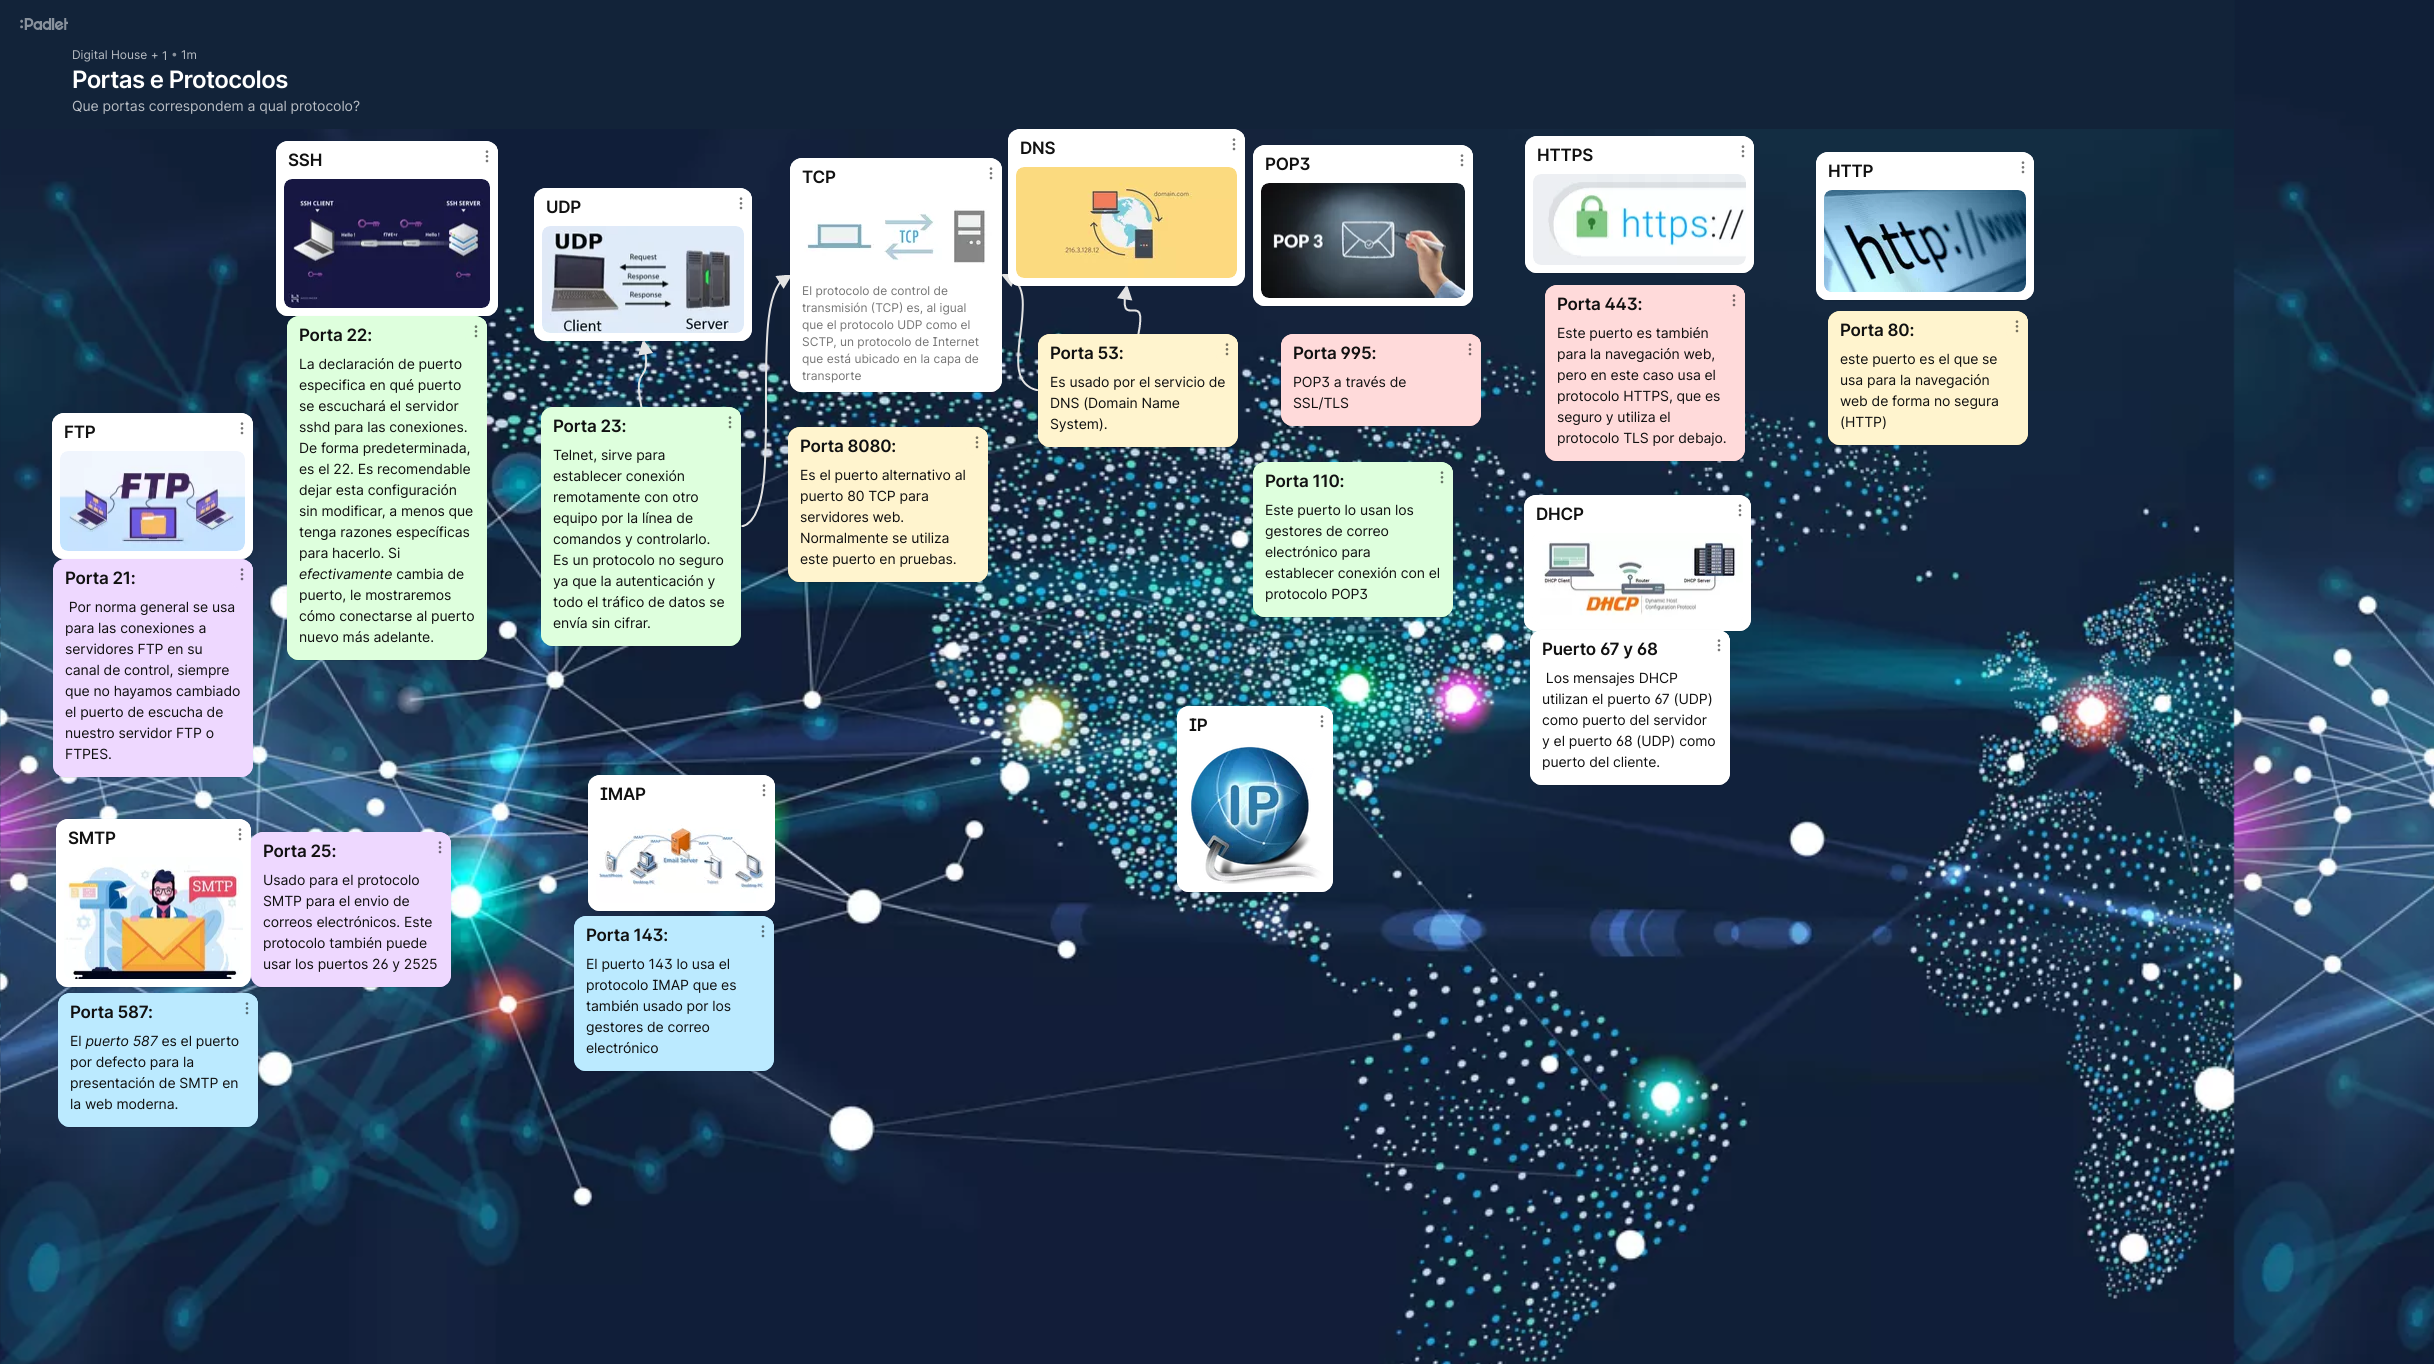 :Padlet
Digital House + 1 • 1m
Portas e Protocolos
Que portas correspondem a qual protocolo?
SSH
SSH CLIENT
SSH SERVER
Hello !
Hello !
Porta 22:
La declaración de puerto
especifica en qué puerto
se escuchará el servidor
sshd para las conexiones.
De forma predeterminada,
es el 22. Es recomendable
dejar esta configuración
sin modificar, a menos que
tenga razones específicas
para hacerlo. Si
efectivamente cambia de
puerto, le mostraremos
cómo conectarse al puerto
nuevo más adelante.
UDP
UDP
Request
Response
Response
Client
Server
Porta 23:
Telnet, sirve para
establecer conexión
remotamente con otro
equipo por la línea de
comandos y controlarlo.
Es un protocolo no seguro
ya que la autenticación y
todo el tráfico de datos se
envía sin cifrar.
TCP
TCP
El protocolo de control de
transmisión (TCP) es, al igual
que el protocolo UDP como el
SCTP, un protocolo de Internet
que está ubicado en la capa de
transporte
Porta 8080:
Es el puerto alternativo al
puerto 80 TCP para
servidores web.
Normalmente se utiliza
este puerto en pruebas.
DNS
domain.com
216.3.128.12
Porta 53:
Es usado por el servicio de
DNS (Domain Name
System).
POP3
POP 3
Porta 995:
POP3 a través de
SSL/TLS
Porta 110:
Este puerto lo usan los
gestores de correo
electrónico para
establecer conexión con el
protocolo POP3
HTTPS
https://
Porta 443:
Este puerto es también
para la navegación web,
pero en este caso usa el
protocolo HTTPS, que es
seguro y utiliza el
protocolo TLS por debajo.
HTTP
http://www
Porta 80:
este puerto es el que se
usa para la navegación
web de forma no segura
(HTTP)
DHCP
DHCP Client
Router
DHCP Server
DHCP
Dynamic Host
Configuration Protocol
Puerto 67 y 68
Los mensajes DHCP
utilizan el puerto 67 (UDP)
como puerto del servidor
y el puerto 68 (UDP) como
puerto del cliente.
FTP
FTP
Porta 21:
Por norma general se usa
para las conexiones a
servidores FTP en su
canal de control, siempre
que no hayamos cambiado
el puerto de escucha de
nuestro servidor FTP o
FTPES.
IP
IP
SMTP
SMTP
Porta 25:
Usado para el protocolo
SMTP para el envio de
correos electrónicos. Este
protocolo también puede
usar los puertos 26 y 2525
Porta 587:
El puerto 587 es el puerto
por defecto para la
presentación de SMTP en
la web moderna.
IMAP
IMAP
IMAP
IMAP
IMAP
Email Server
SmartPhone
Desktop PC
Tablet
Desktop PC
Porta 143:
El puerto 143 lo usa el
protocolo IMAP que es
también usado por los
gestores de correo
electrónico